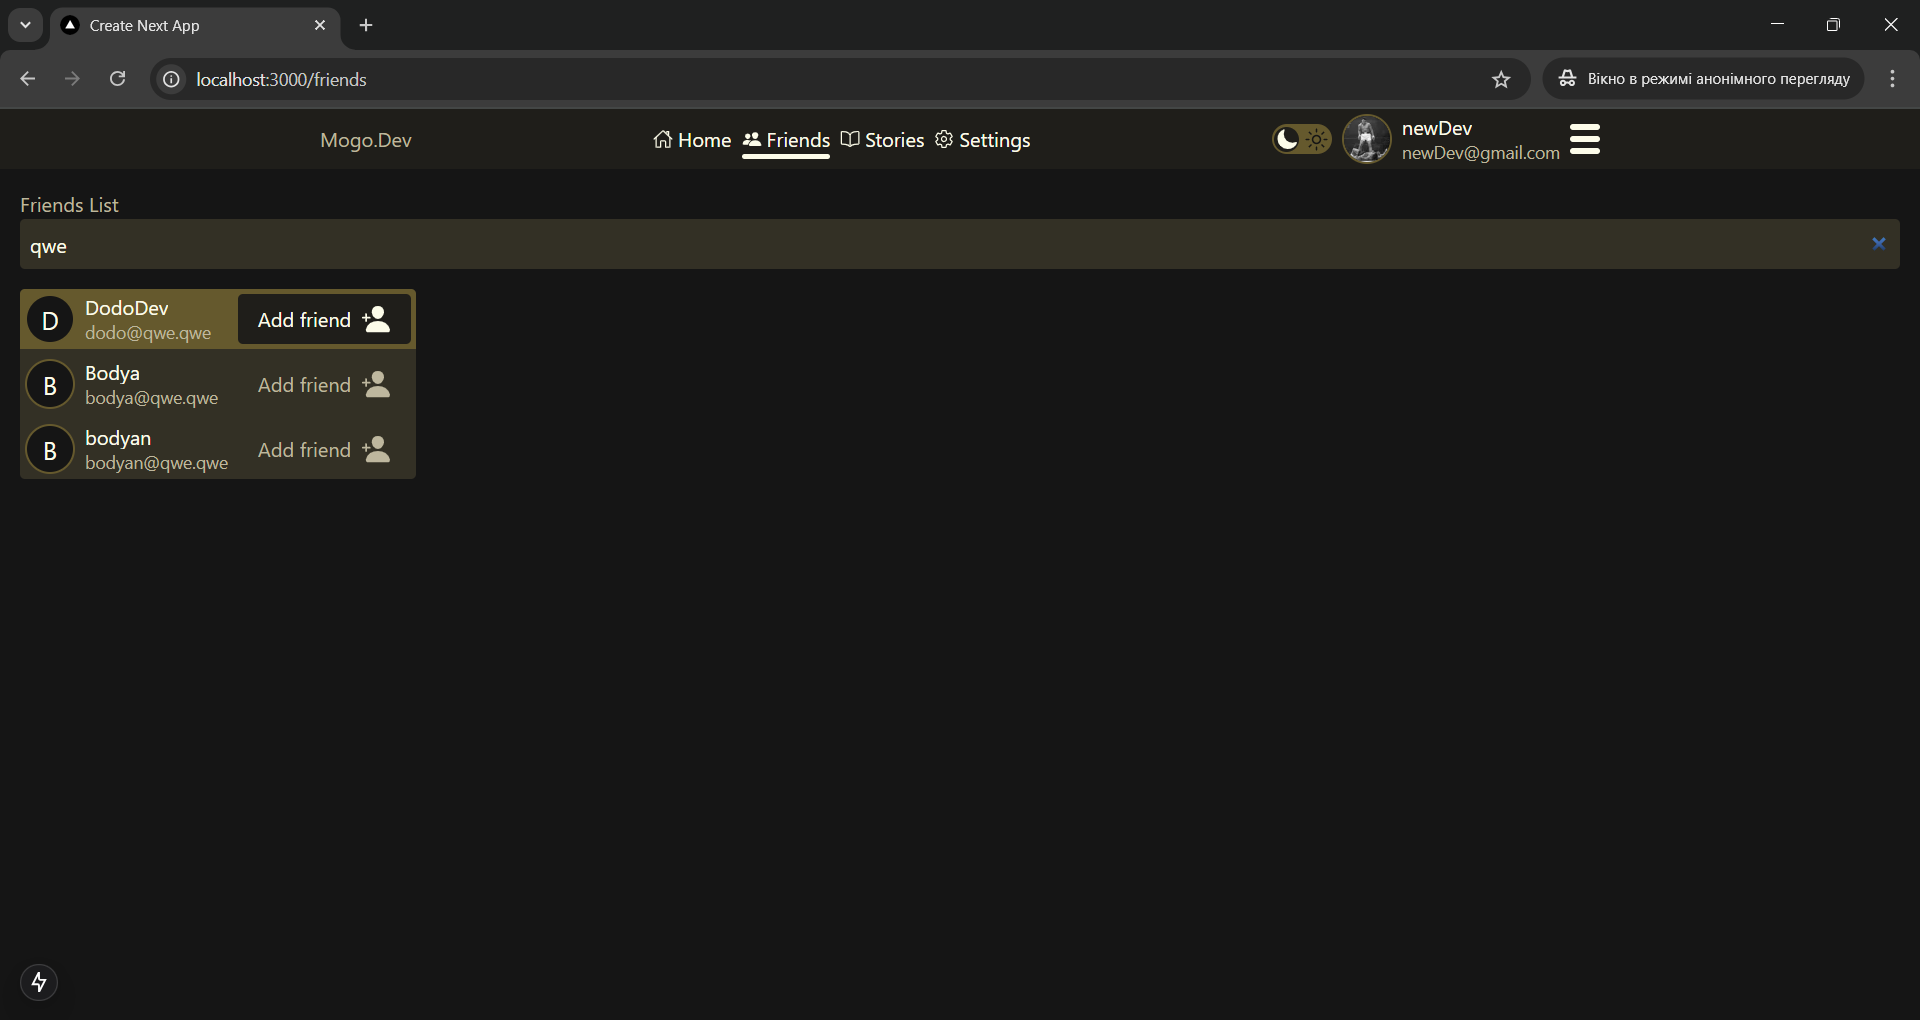 Create Next App
localhost:3000/friends
Вікно в режимі анонімного перегляду
Mogo.Dev
Home Friends Stories Settings
newDev
newDev@gmail.com
Friends List
qwe
D DodoDev
dodo@qwe.qwe
Add friend
B Bodya
bodya@qwe.qwe
Add friend
B bodyan
bodyan@qwe.qwe
Add friend